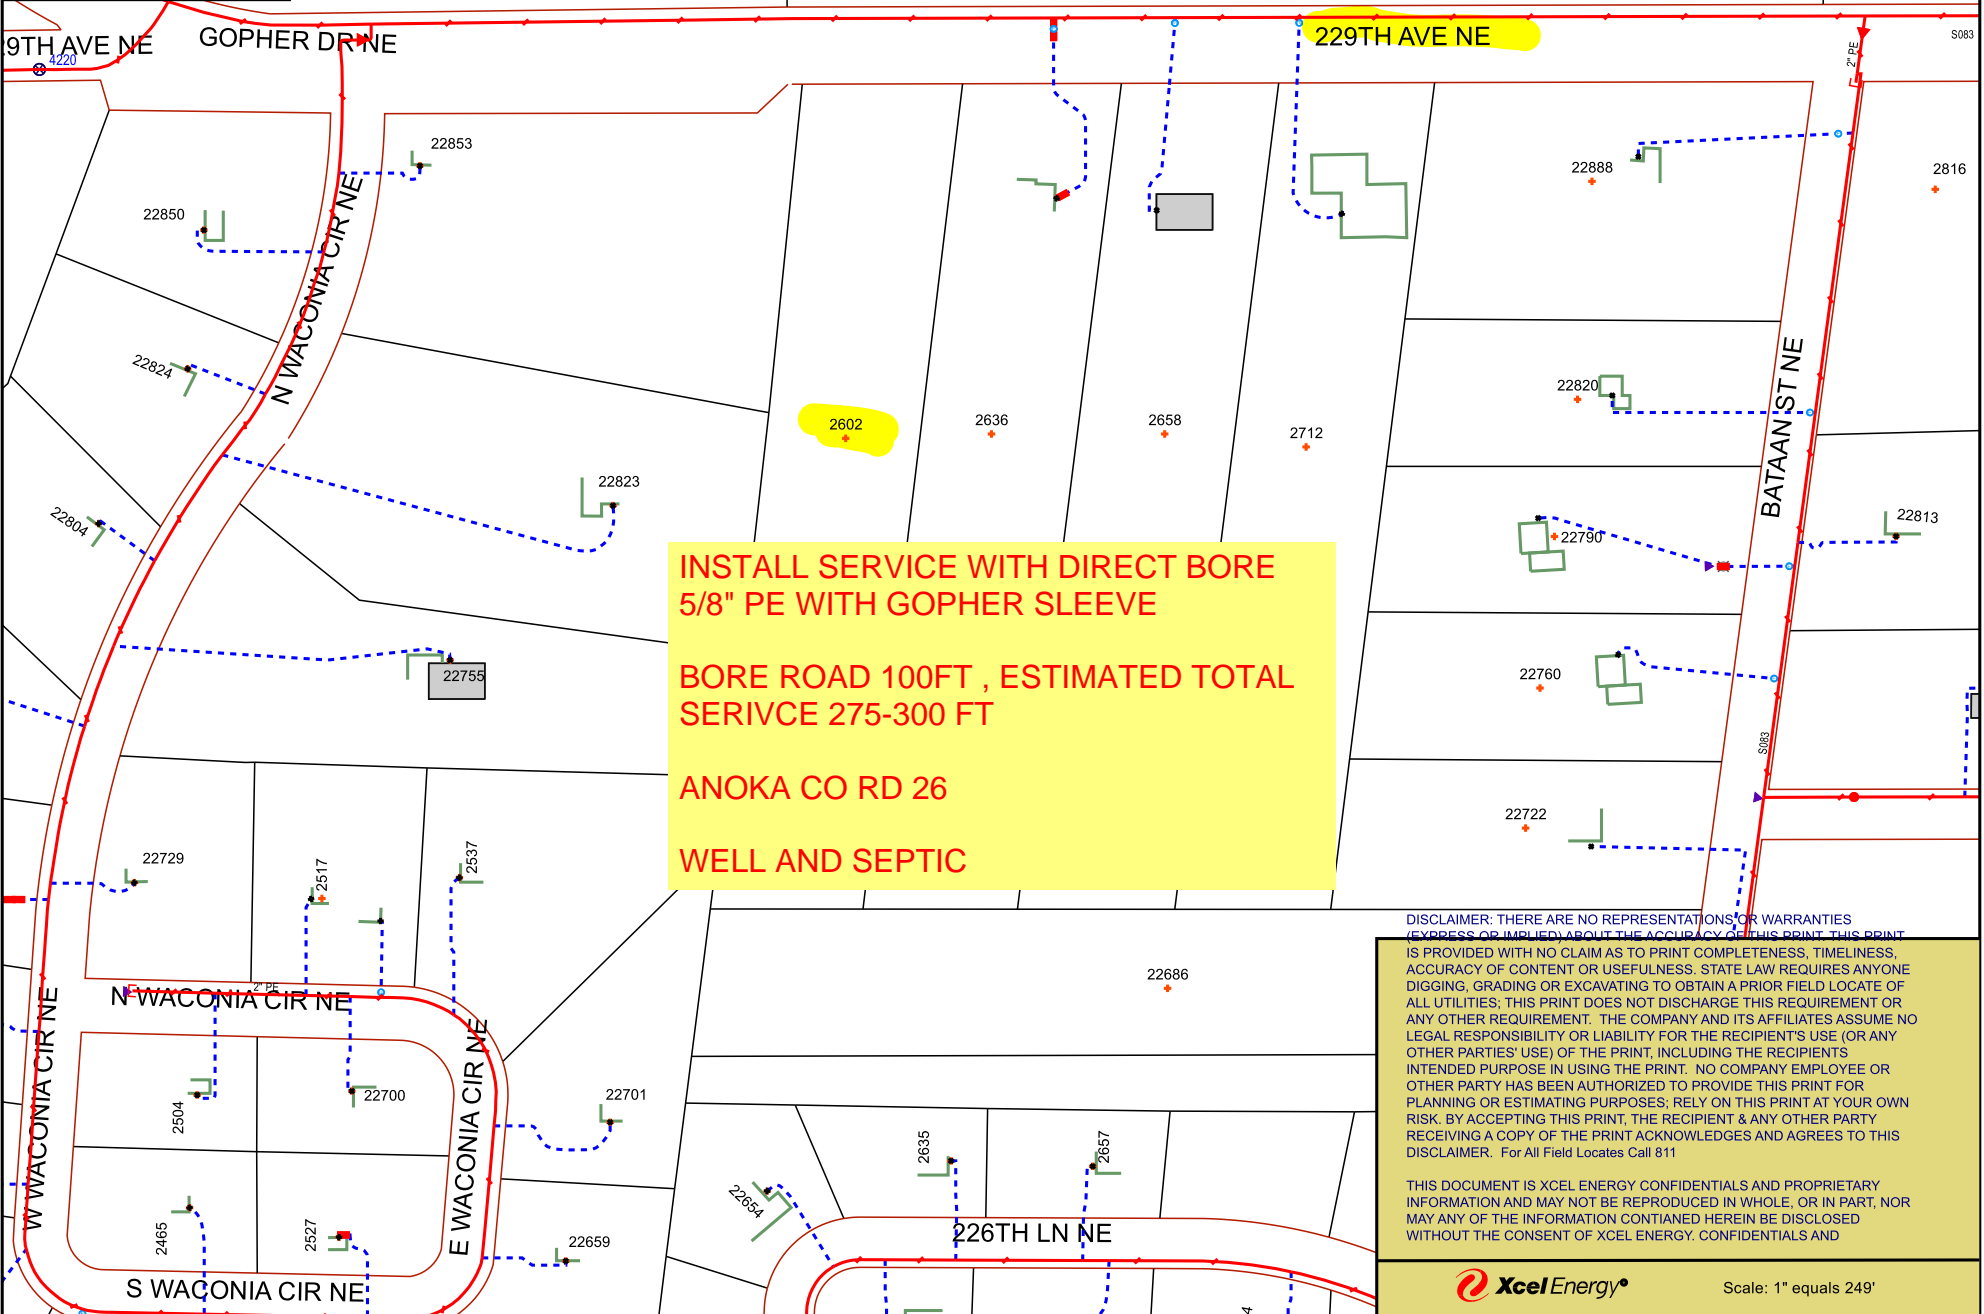 9TH AVE NE
GOPHER DR NE
229TH AVE NE
S083
4220
2" PE
22853
22850
22888
2816
N WACONIA CIR NE
22824
22820
BATAAN ST NE
2602
2636
2658
2712
22823
22804
22813
22790
INSTALL SERVICE WITH DIRECT BORE
5/8" PE WITH GOPHER SLEEVE
BORE ROAD 100FT , ESTIMATED TOTAL
SERIVCE 275-300 FT
ANOKA CO RD 26
WELL AND SEPTIC
22755
22760
S083
22722
22729
2517
2537
22686
2" PE
N WACONIA CIR NE
W WACONIA CIR NE
E WACONIA CIR NE
2504
22700
22701
2635
2657
22654
2465
2527
22659
226TH LN NE
S WACONIA CIR NE
4
DISCLAIMER: THERE ARE NO REPRESENTATIONS OR WARRANTIES
(EXPRESS OR IMPLIED) ABOUT THE ACCURACY OF THIS PRINT. THIS PRINT
IS PROVIDED WITH NO CLAIM AS TO PRINT COMPLETENESS, TIMELINESS,
ACCURACY OF CONTENT OR USEFULNESS. STATE LAW REQUIRES ANYONE
DIGGING, GRADING OR EXCAVATING TO OBTAIN A PRIOR FIELD LOCATE OF
ALL UTILITIES; THIS PRINT DOES NOT DISCHARGE THIS REQUIREMENT OR
ANY OTHER REQUIREMENT. THE COMPANY AND ITS AFFILIATES ASSUME NO
LEGAL RESPONSIBILITY OR LIABILITY FOR THE RECIPIENT'S USE (OR ANY
OTHER PARTIES' USE) OF THE PRINT, INCLUDING THE RECIPIENTS
INTENDED PURPOSE IN USING THE PRINT. NO COMPANY EMPLOYEE OR
OTHER PARTY HAS BEEN AUTHORIZED TO PROVIDE THIS PRINT FOR
PLANNING OR ESTIMATING PURPOSES; RELY ON THIS PRINT AT YOUR OWN
RISK. BY ACCEPTING THIS PRINT, THE RECIPIENT & ANY OTHER PARTY
RECEIVING A COPY OF THE PRINT ACKNOWLEDGES AND AGREES TO THIS
DISCLAIMER. For All Field Locates Call 811
THIS DOCUMENT IS XCEL ENERGY CONFIDENTIALS AND PROPRIETARY
INFORMATION AND MAY NOT BE REPRODUCED IN WHOLE, OR IN PART, NOR
MAY ANY OF THE INFORMATION CONTIANED HEREIN BE DISCLOSED
WITHOUT THE CONSENT OF XCEL ENERGY. CONFIDENTIALS AND
Xcel Energy®
Scale: 1" equals 249'